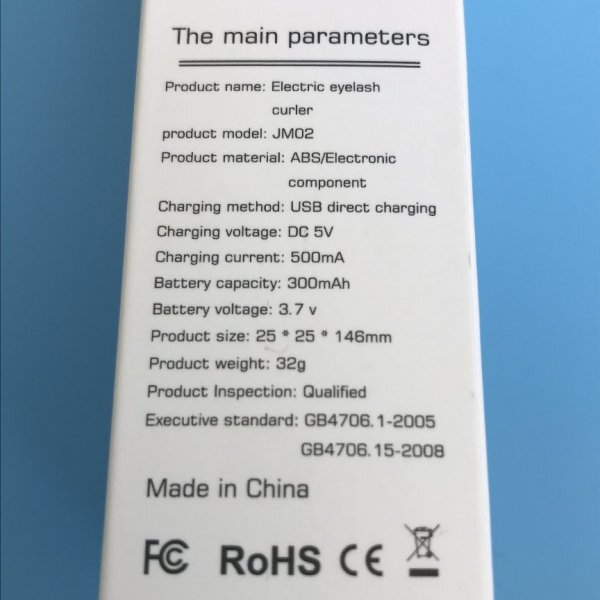 The main parameters
Product name: Electric eyelash
curler
product model: JM02
Product material: ABS/Electronic
component
Charging method: USB direct charging
Charging voltage: DC 5V
Charging current: 500mA
Battery capacity: 300mAh
Battery voltage: 3.7 v
Product size: 25 * 25 * 146mm
Product weight: 32g
Product Inspection: Qualified
Executive standard: GB4706.1-2005
GB4706.15-2008
Made in China
FC RoHS CE